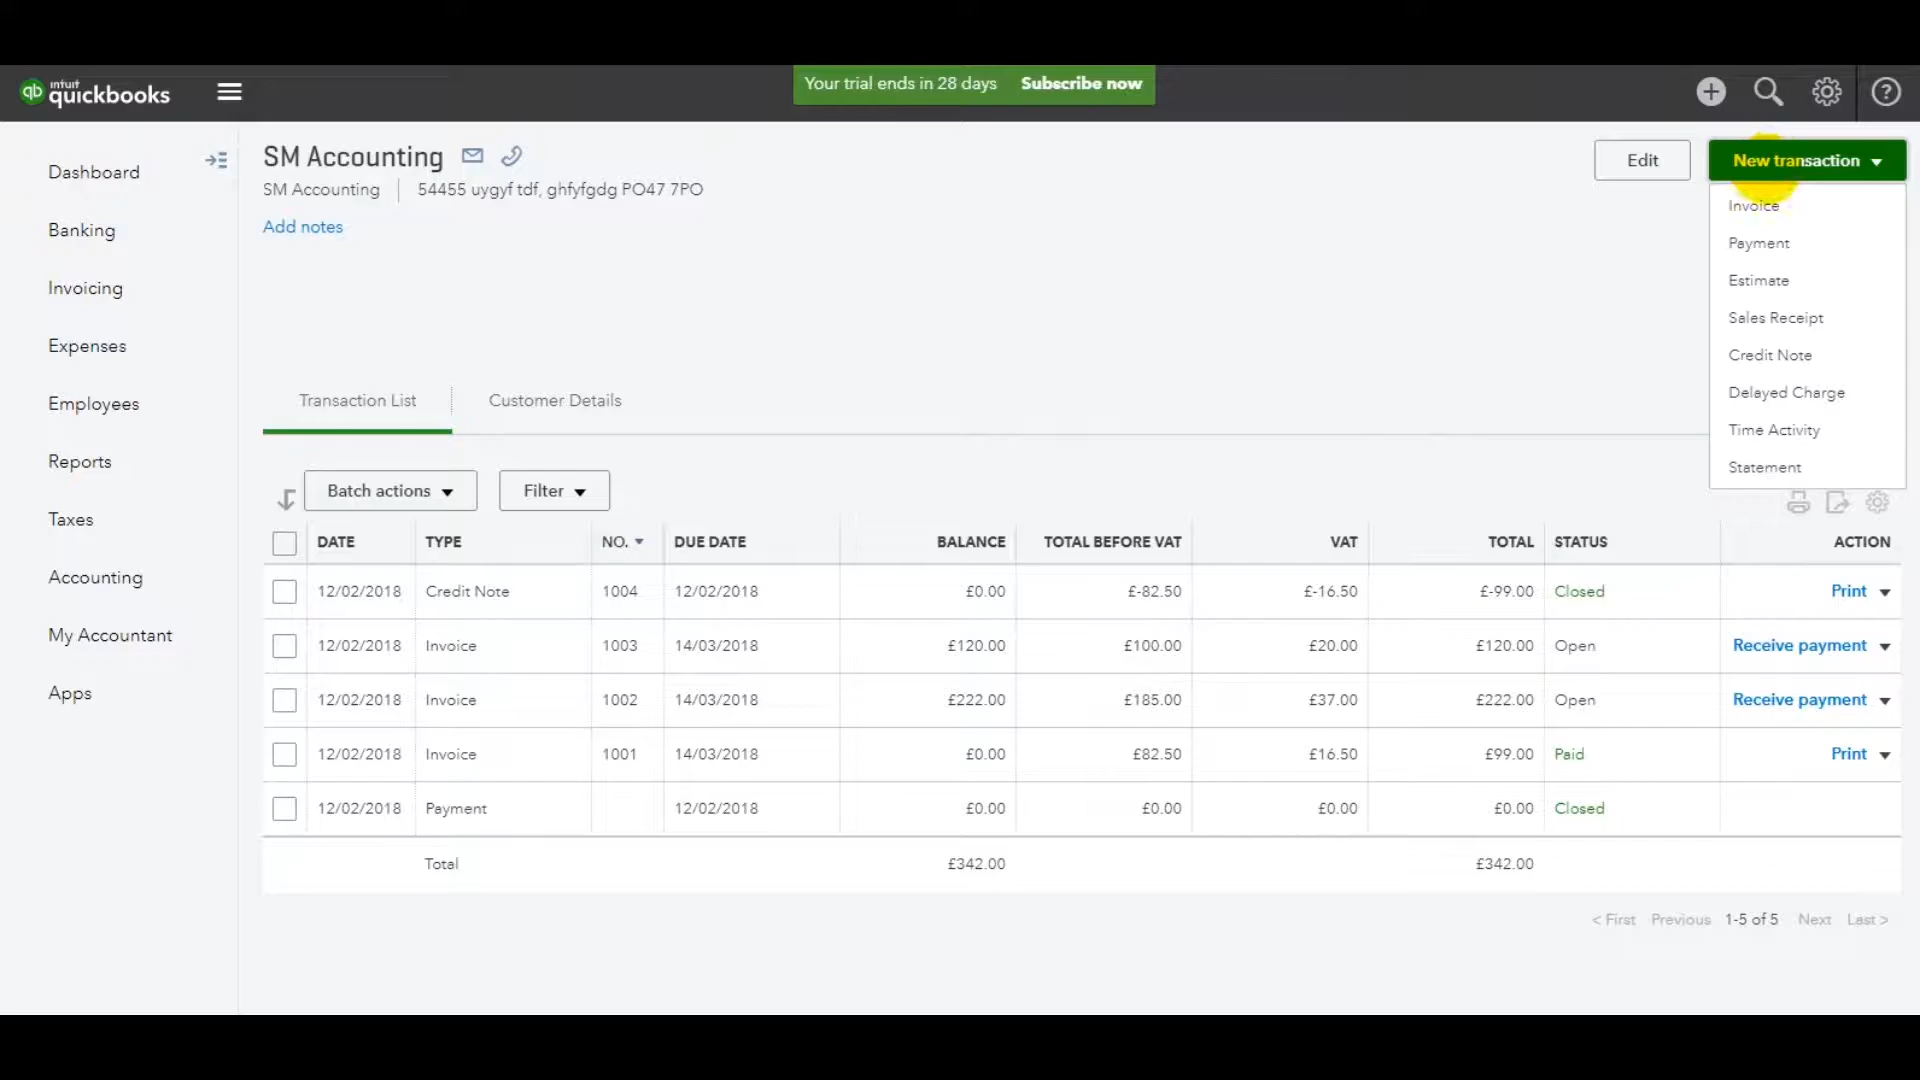 intuit
quickbooks
Your trial ends in 28 days Subscribe now
Dashboard
Banking
Invoicing
Expenses
Employees
Reports
Taxes
Accounting
My Accountant
Apps
SM Accounting
SM Accounting 54455 uygyf tdf, ghfyfgdg PO47 7PO
Add notes
Edit
New transaction
Invoice
Payment
Estimate
Sales Receipt
Credit Note
Delayed Charge
Time Activity
Statement
Transaction List Customer Details
Batch actions Filter
DATE TYPE NO. DUE DATE BALANCE TOTAL BEFORE VAT VAT TOTAL STATUS ACTION
12/02/2018 Credit Note 1004 12/02/2018 £0.00 £-82.50 £-16.50 £-99.00 Closed Print
12/02/2018 Invoice 1003 14/03/2018 £120.00 £100.00 £20.00 £120.00 Open Receive payment
12/02/2018 Invoice 1002 14/03/2018 £222.00 £185.00 £37.00 £222.00 Open Receive payment
12/02/2018 Invoice 1001 14/03/2018 £0.00 £82.50 £16.50 £99.00 Paid Print
12/02/2018 Payment 12/02/2018 £0.00 £0.00 £0.00 £0.00 Closed
Total £342.00 £342.00
< First Previous 1-5 of 5 Next Last >